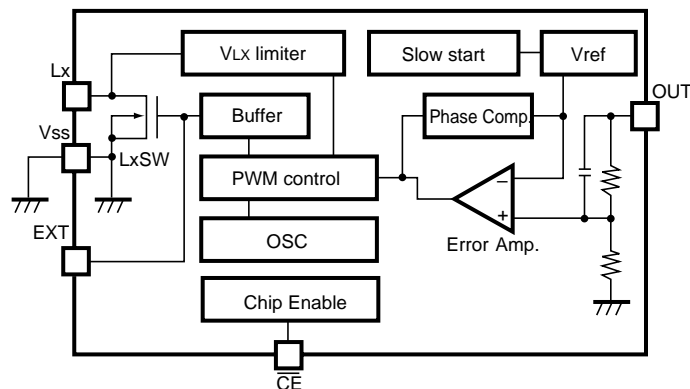 VLX limiter
Slow start
Vref
Lx
OUT
Buffer
Phase Comp.
Vss
LxSW
PWM control
−
+
EXT
OSC
Error Amp.
Chip Enable
CE